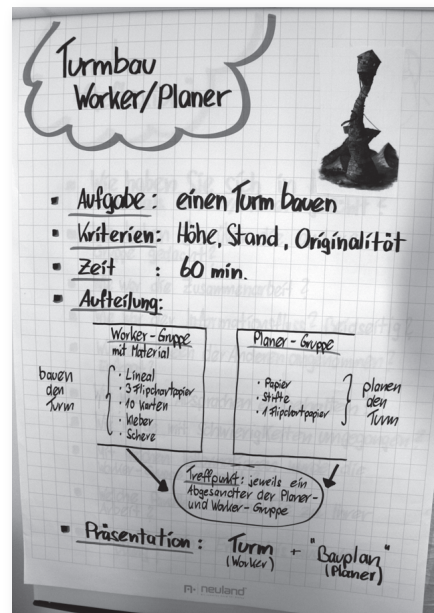 Turmbau
Worker/Planer
▪ Aufgabe: einen Turm bauen
▪ Kriterien: Höhe, Stand, Originalität
▪ Zeit : 60 min.
▪ Aufteilung:
Worker-Gruppe
mit Material
• Lineal
• 3 Flipchartpapier
• 10 Karten
• Kleber
• Schere
bauen
den
Turm
Planer-Gruppe
• Papier
• Stifte
• 1 Flipchartpapier
planen
den
Turm
Treffpunkt: jeweils ein
Abgesandter der Planer-
und Worker-Gruppe
▪ Präsentation: Turm + "Bauplan"
(Worker) (Planer)
neuland